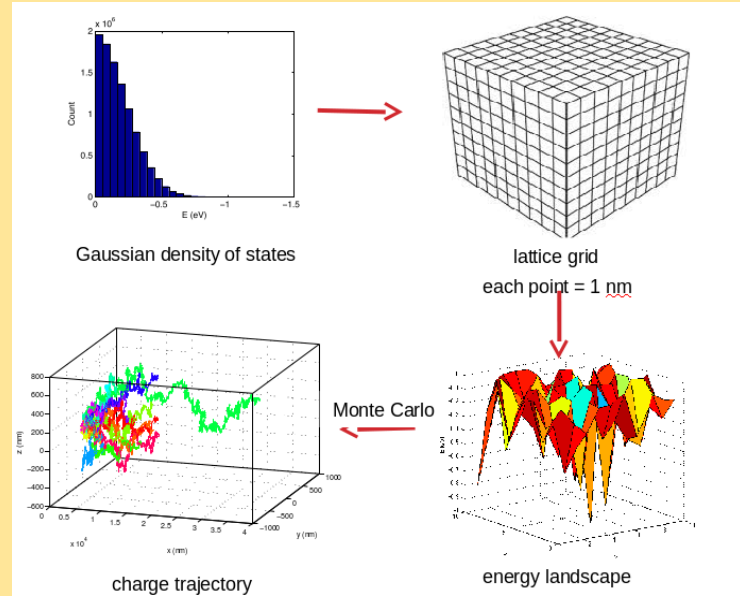 x 10⁶
2
1.5
1
0.5
0
Count
0 −0.5 −1 −1.5
E (eV)
Gaussian density of states
lattice grid
each point = 1 nm
800
600
400
200
0
−200
−400
−600
z (nm)
0 0.5 1 1.5 2 2.5 3 3.5 4
x 10⁴
x (nm)
−1000
−500
0
500
1000
y (nm)
charge trajectory
Monte Carlo
energy landscape